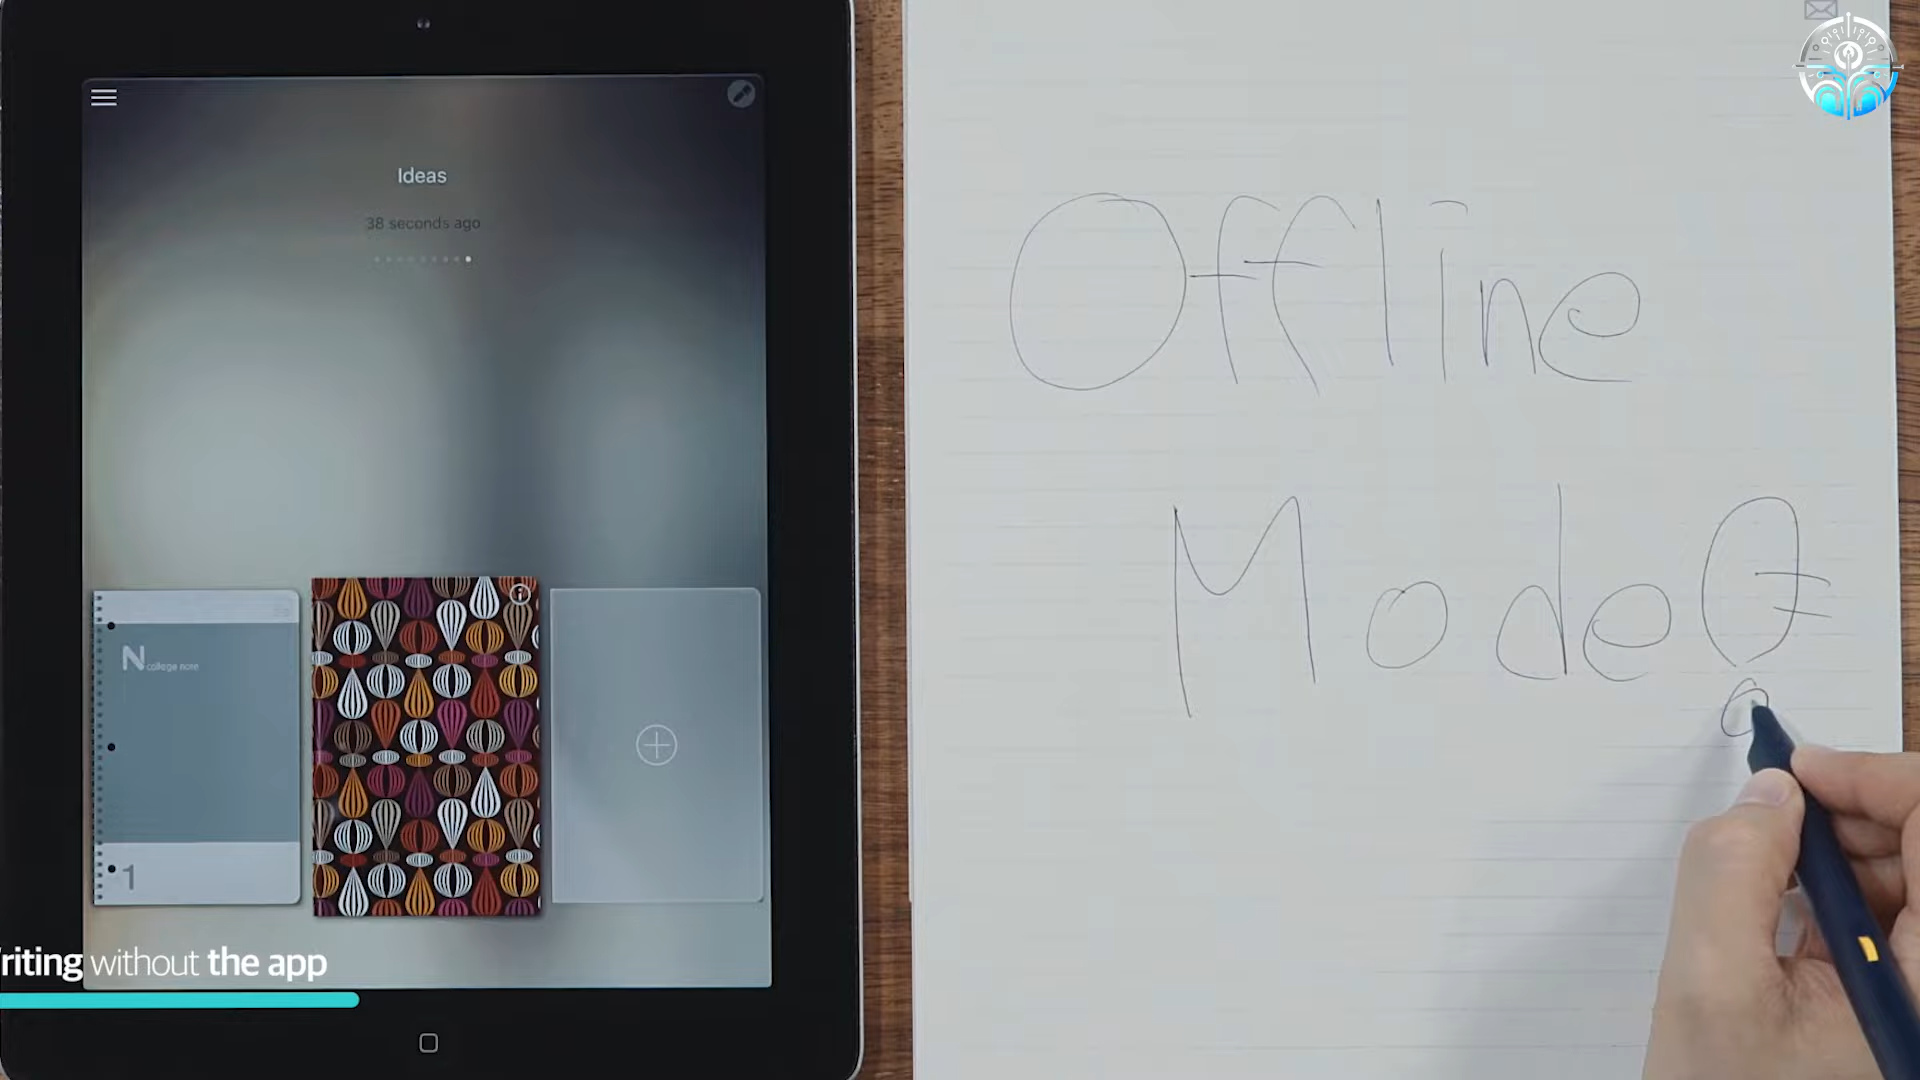 Ideas
38 seconds ago
N college note
1
riting without the app
Offline
Mode